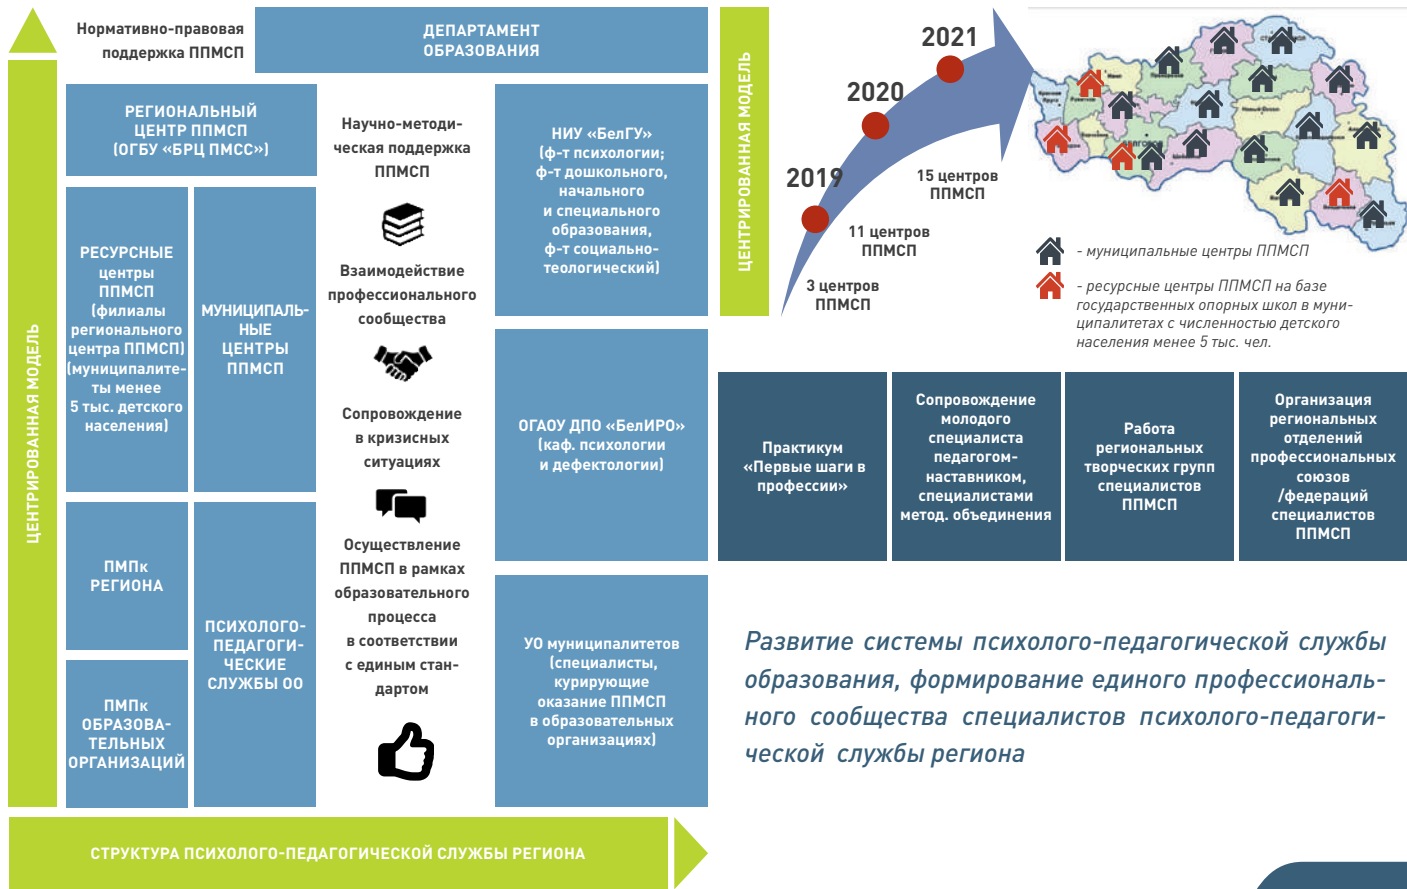 Нормативно-правовая
поддержка ППМСП
ДЕПАРТАМЕНТ
ОБРАЗОВАНИЯ
ЦЕНТРИРОВАННАЯ МОДЕЛЬ
РЕГИОНАЛЬНЫЙ
ЦЕНТР ППМСП
(ОГБУ «БРЦ ПМСС»)
РЕСУРСНЫЕ
центры
ППМСП
(филиалы
регионального
центра ППМСП)
(муниципалите-
ты менее
5 тыс. детского
населения)
МУНИЦИПАЛЬ-
НЫЕ
ЦЕНТРЫ
ППМСП
ПМПк
РЕГИОНА
ПМПк
ОБРАЗОВА-
ТЕЛЬНЫХ
ОРГАНИЗАЦИЙ
ПСИХОЛОГО-
ПЕДАГОГИ-
ЧЕСКИЕ
СЛУЖБЫ ОО
Научно-методи-
ческая поддержка
ППМСП
Взаимодействие
профессионального
сообщества
Сопровождение
в кризисных
ситуациях
Осуществление
ППМСП в рамках
образовательного
процесса
в соответствии
с единым стан-
дартом
НИУ «БелГУ»
(ф-т психологии;
ф-т дошкольного,
начального
и специального
образования,
ф-т социально-
теологический)
ОГАОУ ДПО «БелИРО»
(каф. психологии
и дефектологии)
УО муниципалитетов
(специалисты,
курирующие
оказание ППМСП
в образовательных
организациях)
СТРУКТУРА ПСИХОЛОГО-ПЕДАГОГИЧЕСКОЙ СЛУЖБЫ РЕГИОНА
ЦЕНТРИРОВАННАЯ МОДЕЛЬ
2019
2020
2021
3 центров
ППМСП
11 центров
ППМСП
15 центров
ППМСП
- муниципальные центры ППМСП
- ресурсные центры ППМСП на базе
государственных опорных школ в муни-
ципалитетах с численностью детского
населения менее 5 тыс. чел.
Практикум
«Первые шаги в
профессии»
Сопровождение
молодого
специалиста
педагогом-
наставником,
специалистами
метод. объединения
Работа
региональных
творческих групп
специалистов
ППМСП
Организация
региональных
отделений
профессиональных
союзов
/федераций
специалистов
ППМСП
Развитие системы психолого-педагогической службы
образования, формирование единого профессиональ-
ного сообщества специалистов психолого-педагоги-
ческой службы региона